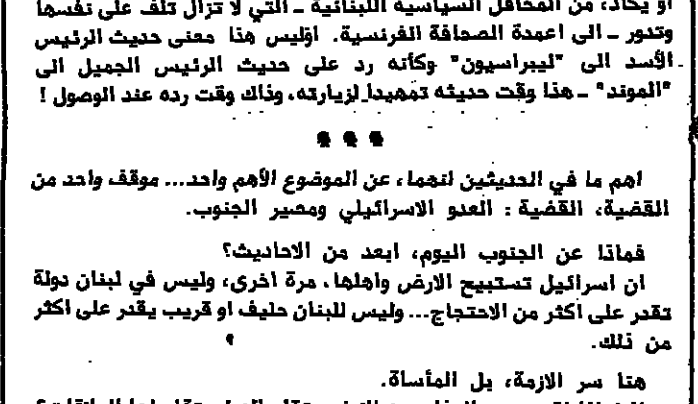 او يكاد، من المحافل السياسية اللبنانية ـ التي لا تزال تلف على نفسها
وتدور ـ الى اعمدة الصحافة الفرنسية. اوليس هذا معنى حديث الرئيس
الأسد الى "ليبراسيون" وكأنه رد على حديث الرئيس الجميل الى
"الموند" ـ هذا وقت حديثه تمهيدا لزيارته، وذاك وقت رده عند الوصول !
اهم ما في الحديثين انهما، عن الموضوع الأهم واحد... موقف واحد من
القضية، القضية : العدو الاسرائيلي ومصير الجنوب.
فماذا عن الجنوب اليوم، ابعد من الاحاديث؟
ان اسرائيل تستبيح الارض واهلها، مرة اخرى، وليس في لبنان دولة
تقدر على اكثر من الاحتجاج... وليس للبنان حليف او قريب يقدر على اكثر
من ذلك.
هنا سر الازمة، بل المأساة.